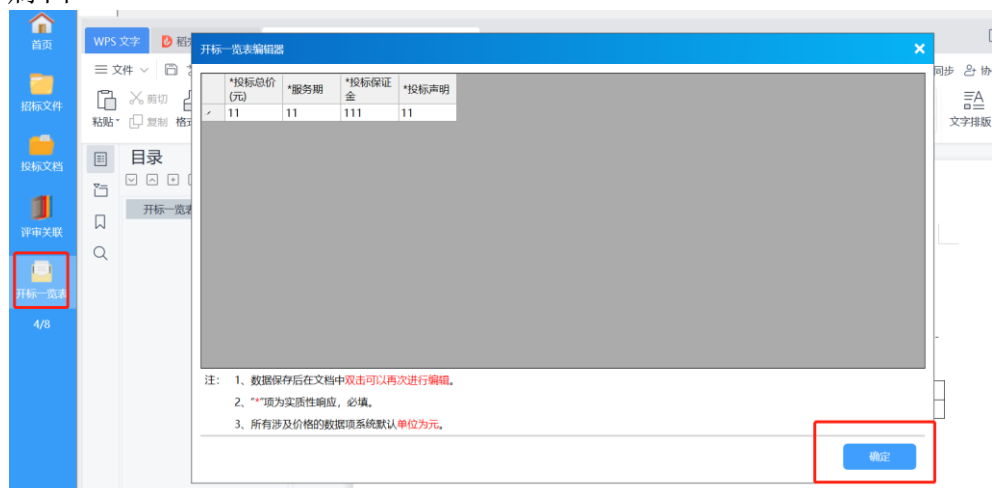 首页
招标文件
投标文档
评审关联
开标一览表
4/8
WPS 文字
稻
文件
粘贴
剪切
复制
格式
目录
开标一览表
开标一览表编辑器
*投标总价(元) *服务期 *投标保证金 *投标声明
11 11 111 11
注: 1、数据保存后在文档中双击可以再次进行编辑。
2、"*"项为实质性响应，必填。
3、所有涉及价格的数据项系统默认单位为元。
确定
同步
协
文字排版